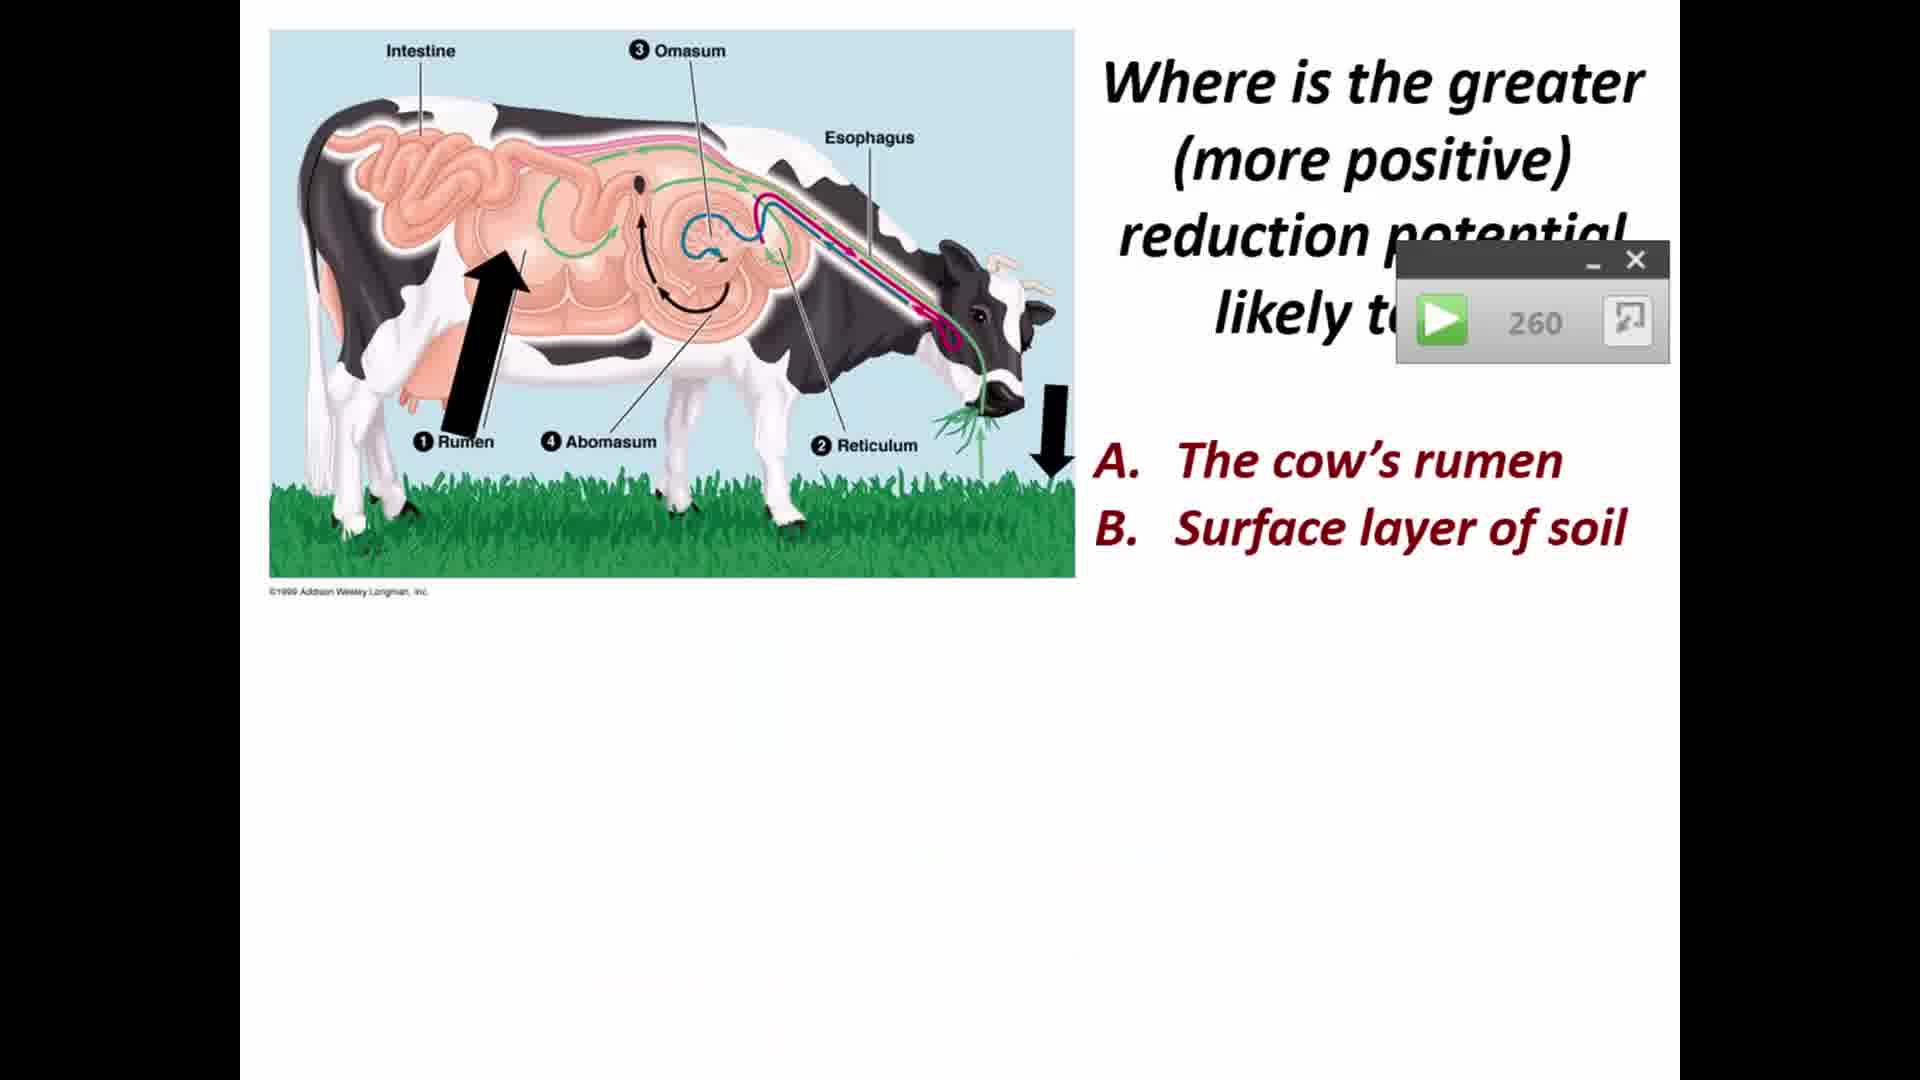 Intestine
3 Omasum
Esophagus
1 Rumen
4 Abomasum
2 Reticulum
©1999 Addison Wesley Longman, Inc.
Where is the greater
(more positive)
reduction potential
likely
260
A. The cow's rumen
B. Surface layer of soil